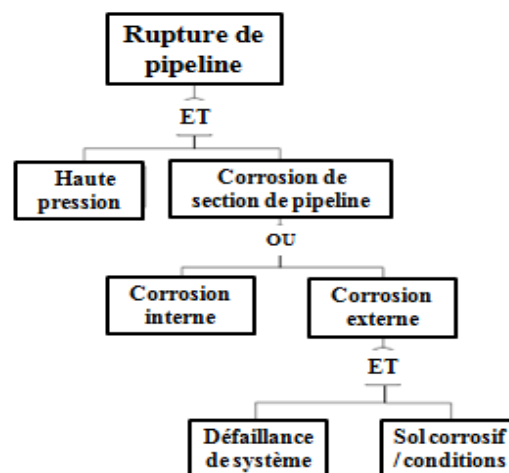 Rupture de
pipeline
ET
Haute
pression
Corrosion de
section de pipeline
OU
Corrosion
interne
Corrosion
externe
ET
Défaillance
de système
Sol corrosif
/conditions